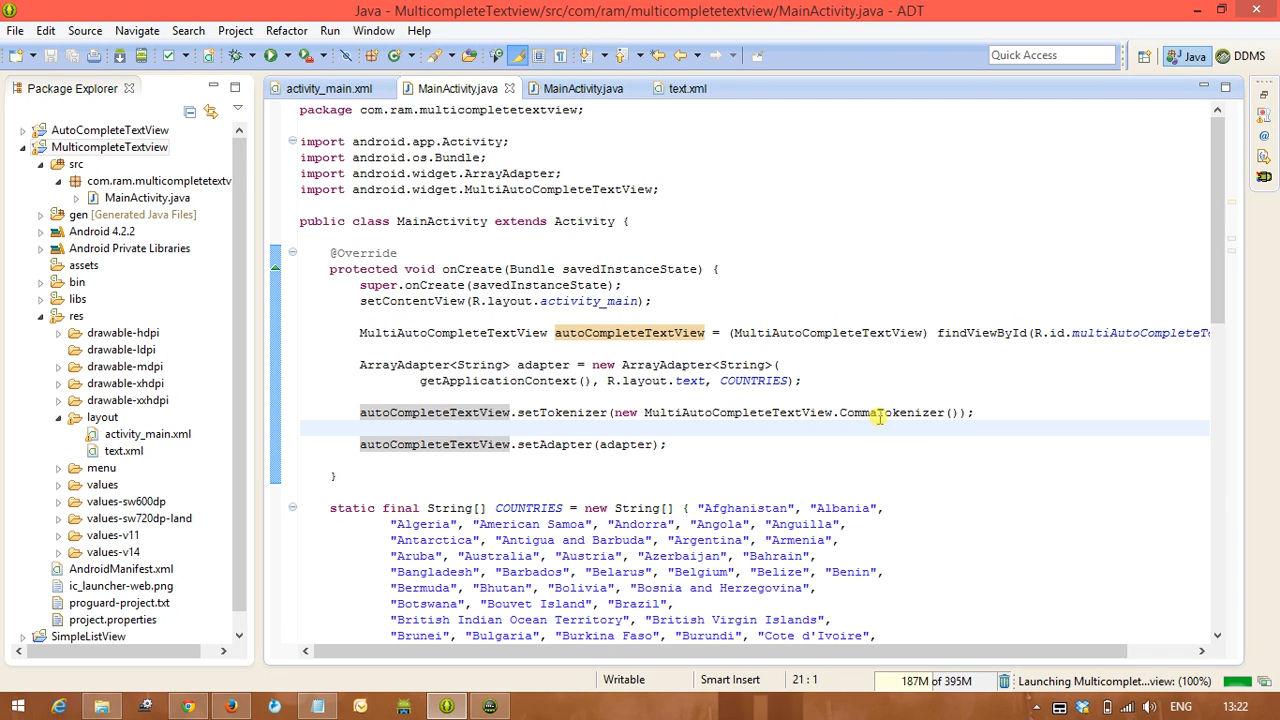 Java - MulticompleteTextview/src/com/ram/multicompletetextview/MainActivity.java - ADT
File Edit Source Refactor Navigate Search Project Run Window Help
Quick Access
Java
DDMS
Package Explorer
AutoCompleteTextView
MulticompleteTextview
src
com.ram.multicompletetextv
MainActivity.java
gen [Generated Java Files]
Android 4.2.2
Android Private Libraries
assets
bin
libs
res
drawable-hdpi
drawable-ldpi
drawable-mdpi
drawable-xhdpi
drawable-xxhdpi
layout
activity_main.xml
text.xml
menu
values
values-sw600dp
values-sw720dp-land
values-v11
values-v14
AndroidManifest.xml
ic_launcher-web.png
proguard-project.txt
project.properties
SimpleListView
activity_main.xml
MainActivity.java
MainActivity.java
text.xml
package com.ram.multicompletetextview;
import android.app.Activity;
import android.os.Bundle;
import android.widget.ArrayAdapter;
import android.widget.MultiAutoCompleteTextView;
public class MainActivity extends Activity {
@Override
protected void onCreate(Bundle savedInstanceState) {
super.onCreate(savedInstanceState);
setContentView(R.layout.activity_main);
MultiAutoCompleteTextView autoCompleteTextView = (MultiAutoCompleteTextView) findViewById(R.id.multiAutoCompleteTe
ArrayAdapter<String> adapter = new ArrayAdapter<String>(
getApplicationContext(), R.layout.text, COUNTRIES);
autoCompleteTextView.setTokenizer(new MultiAutoCompleteTextView.CommaTokenizer());
autoCompleteTextView.setAdapter(adapter);
}
static final String[] COUNTRIES = new String[] { "Afghanistan", "Albania",
"Algeria", "American Samoa", "Andorra", "Angola", "Anguilla",
"Antarctica", "Antigua and Barbuda", "Argentina", "Armenia",
"Aruba", "Australia", "Austria", "Azerbaijan", "Bahrain",
"Bangladesh", "Barbados", "Belarus", "Belgium", "Belize", "Benin",
"Bermuda", "Bhutan", "Bolivia", "Bosnia and Herzegovina",
"Botswana", "Bouvet Island", "Brazil",
"British Indian Ocean Territory", "British Virgin Islands",
"Brunei", "Bulgaria", "Burkina Faso", "Burundi", "Cote d'Ivoire",
Writable
Smart Insert
21 : 1
187M of 395M
Launching Multicomplet...view: (100%)
ENG
13:22